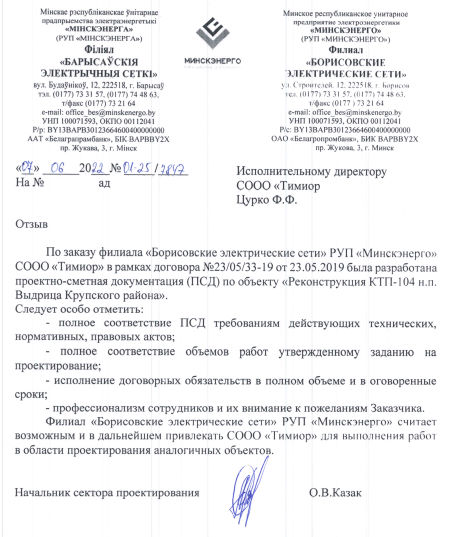 Мінскае рэспубліканскае ўнітарнае
прадпрыемства электраэнергетыкі
«МІНСКЭНЕРГА»
(РУП «МІНСКЭНЕРГА»)
Філіял
«БАРЫСАЎСКІЯ
ЭЛЕКТРЫЧНЫЯ СЕТКІ»
вул. Будаўнікоў, 12, 222518, г. Барысаў
тэл. (0177) 73 31 57, (0177) 74 48 63,
т/факс (0177) 73 21 64
e-mail: office_bes@minskenergo.by
УНП 100071593, ОКПО 00112041
Р/р: BY13BAPB30123664600400000000
ААТ «Белаграпрамбанк», БІК BAPBBY2X
пр. Жукава, 3, г. Мінск
МИНСКЭНЕРГО
Минское республиканское унитарное
предприятие электроэнергетики
«МИНСКЭНЕРГО»
(РУП «МИНСКЭНЕРГО»)
Филиал
«БОРИСОВСКИЕ
ЭЛЕКТРИЧЕСКИЕ СЕТИ»
ул. Строителей, 12, 222518, г. Борисов
тел. (0177) 73 31 57, (0177) 74 48 63,
т/факс (0177) 73 21 64
e-mail: office_bes@minskenergo.by
УНП 100071593, ОКПО 00112041
Р/с: BY13BAPB30123664600400000000
ОАО «Белагропромбанк», БИК BAPBBY2X
пр. Жукова, 3, г. Минск
«07» 06 2022 № 01-25/7847
На № ад
Исполнительному директору
СООО «Тимиор
Цурко Ф.Ф.
Отзыв
По заказу филиала «Борисовские электрические сети» РУП «Минскэнерго»
СООО «Тимиор» в рамках договора №23/05/33-19 от 23.05.2019 была разработана
проектно-сметная документация (ПСД) по объекту «Реконструкция КТП-104 н.п.
Выдрица Крупского района».
Следует особо отметить:
- полное соответствие ПСД требованиям действующих технических,
нормативных, правовых актов;
- полное соответствие объемов работ утвержденному заданию на
проектирование;
- исполнение договорных обязательств в полном объеме и в оговоренные
сроки;
- профессионализм сотрудников и их внимание к пожеланиям Заказчика.
Филиал «Борисовские электрические сети» РУП «Минскэнерго» считает
возможным и в дальнейшем привлекать СООО «Тимиор» для выполнения работ
в области проектирования аналогичных объектов.
Начальник сектора проектирования О.В.Казак